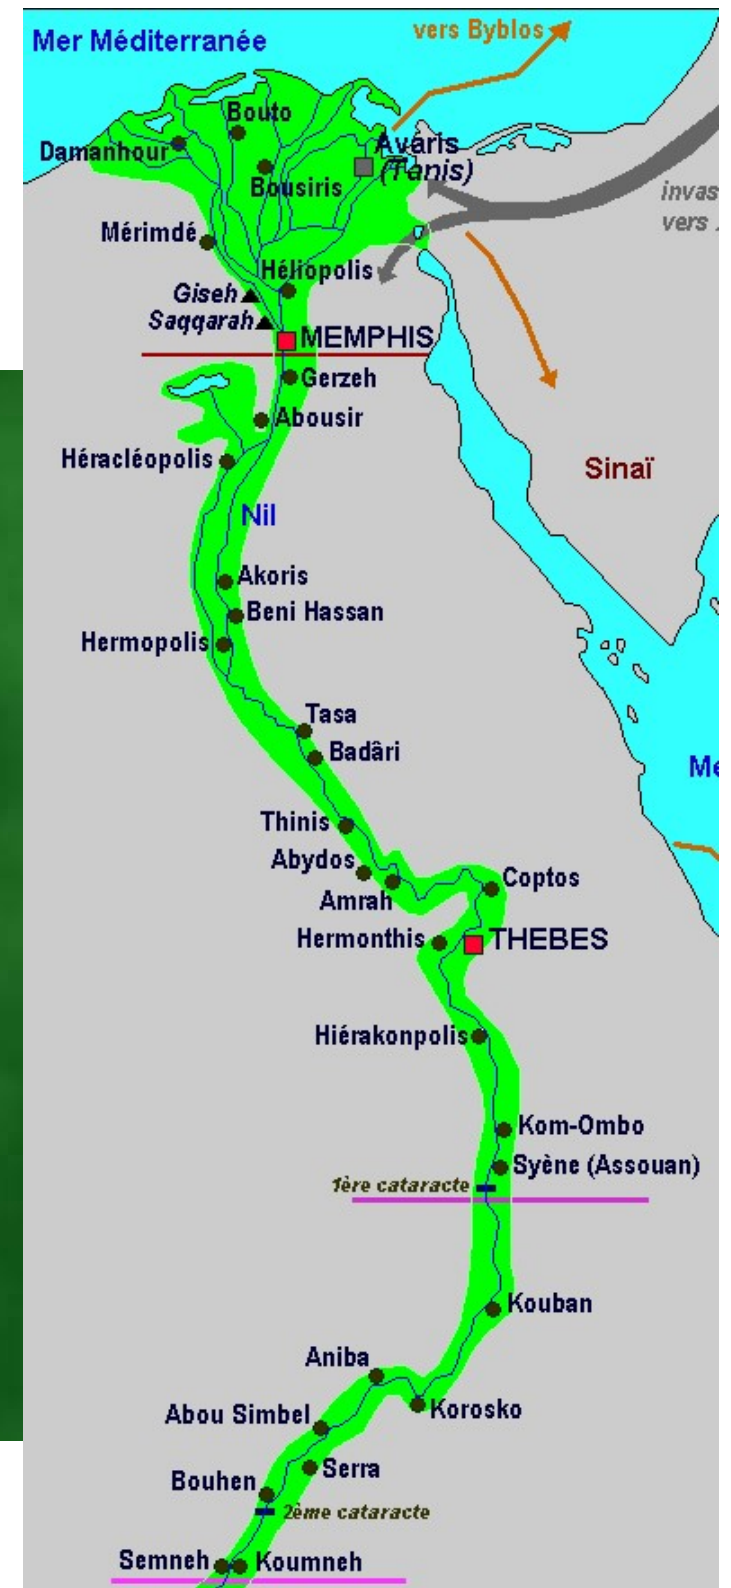 Mer Méditerranée
vers Byblos
Bouto
Damanhour
Avaris
(Tanis)
Bousiris
invas
vers
Mérimdé
Héliopolis
Giseh
Saqqarah
MEMPHIS
Gerzeh
Abousir
Héracléopolis
Sinaï
Nil
Akoris
Beni Hassan
Hermopolis
Tasa
Badâri
Me
Thinis
Abydos
Amrah
Coptos
Hermonthis
THEBES
Hiérakonpolis
Kom-Ombo
Syène (Assouan)
1ère cataracte
Kouban
Aniba
Korosko
Abou Simbel
Serra
Bouhen
2ème cataracte
Semneh
Koumneh